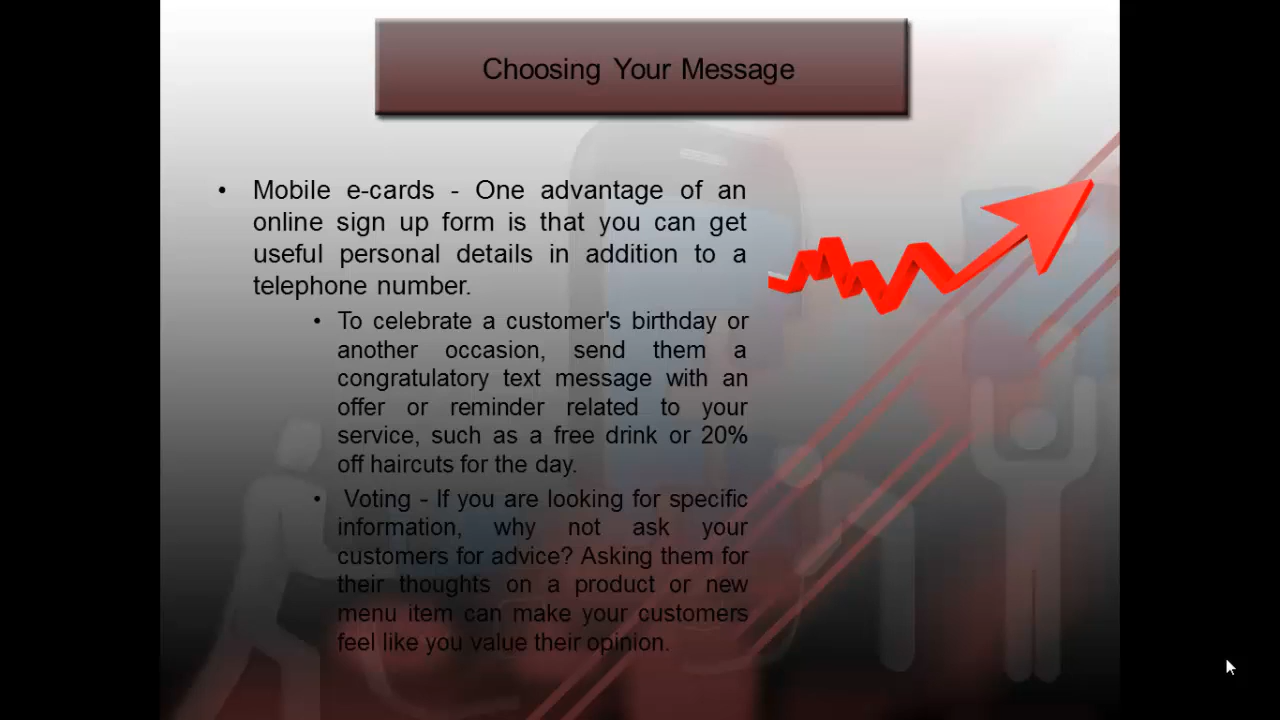 Choosing Your Message
• Mobile e-cards - One advantage of an
online sign up form is that you can get
useful personal details in addition to a
telephone number.
• To celebrate a customer's birthday or
another occasion, send them a
congratulatory text message with an
offer or reminder related to your
service, such as a free drink or 20%
off haircuts for the day.
• Voting - If you are looking for specific
information, why not ask your
customers for advice? Asking them for
their thoughts on a product or new
menu item can make your customers
feel like you value their opinion.